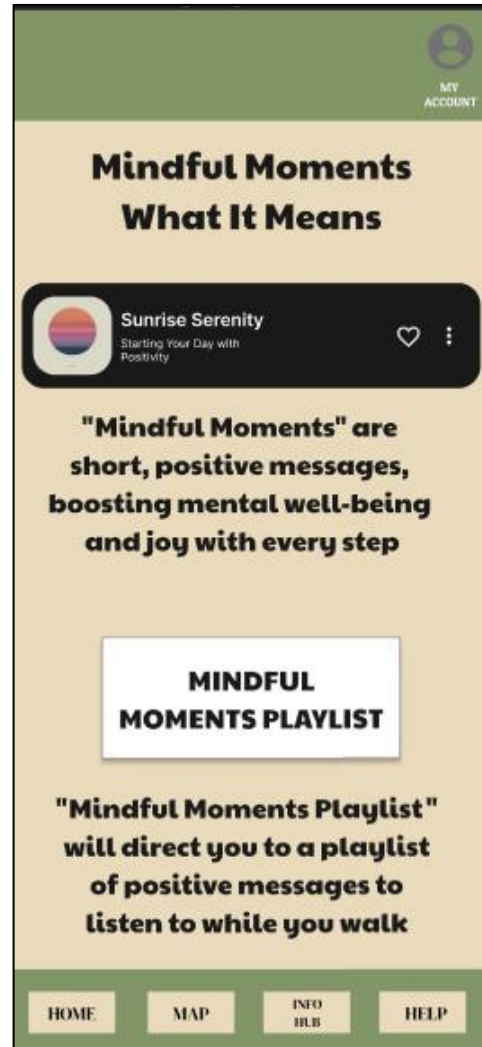 MY
ACCOUNT
Mindful Moments
What It Means
Sunrise Serenity
Starting Your Day with
Positivity
"Mindful Moments" are
short, positive messages,
boosting mental well-being
and joy with every step
MINDFUL
MOMENTS PLAYLIST
"Mindful Moments Playlist"
will direct you to a playlist
of positive messages to
listen to while you walk
HOME
MAP
INFO
HUB
HELP